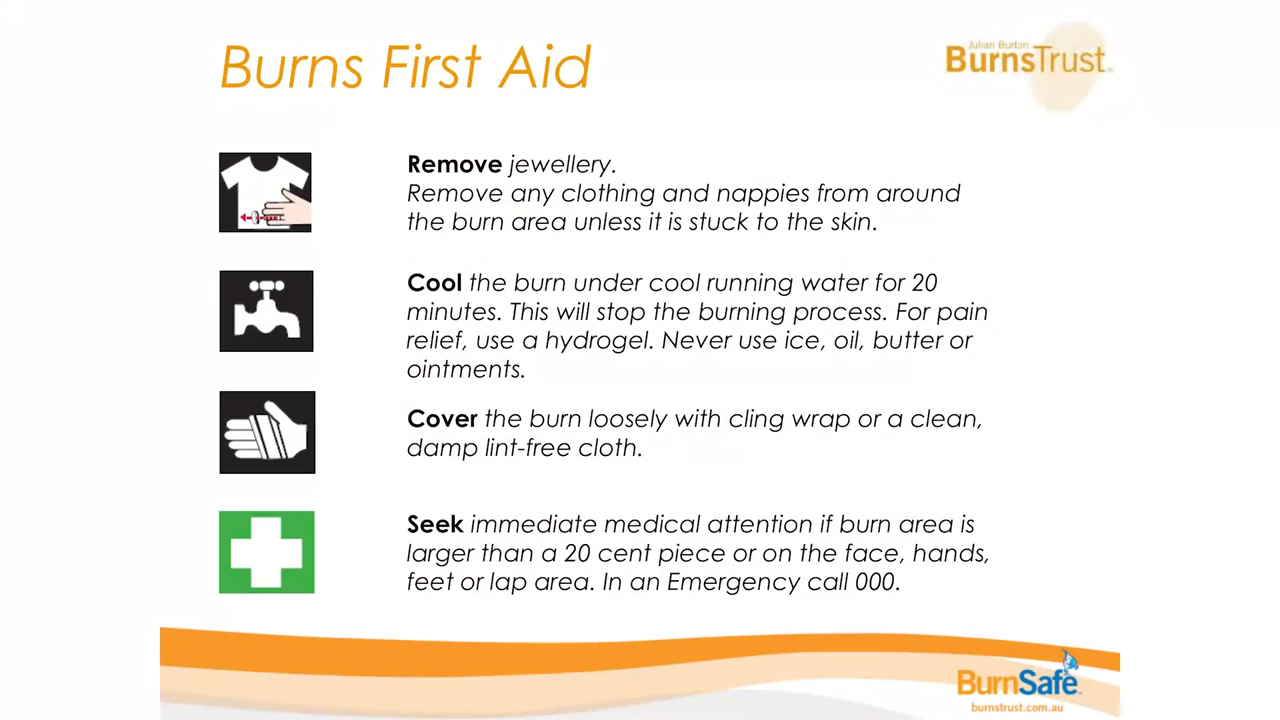 Burns First Aid
Julian Burton
BurnsTrust
Remove jewellery.
Remove any clothing and nappies from around
the burn area unless it is stuck to the skin.
Cool the burn under cool running water for 20
minutes. This will stop the burning process. For pain
relief, use a hydrogel. Never use ice, oil, butter or
ointments.
Cover the burn loosely with cling wrap or a clean,
damp lint-free cloth.
Seek immediate medical attention if burn area is
larger than a 20 cent piece or on the face, hands,
feet or lap area. In an Emergency call 000.
BurnSafe
burnstrust.com.au